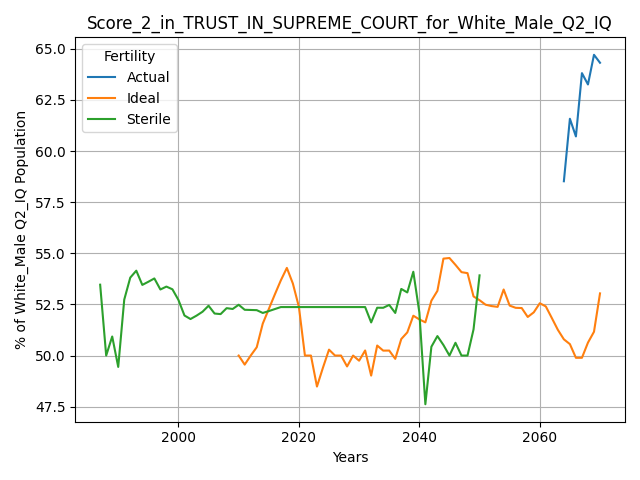 Score_2_in_TRUST_IN_SUPREME_COURT_for_White_Male_Q2_IQ
Fertility
Actual
Ideal
Sterile
65.0
62.5
60.0
57.5
55.0
52.5
50.0
47.5
% of White_Male Q2_IQ Population
2000
2020
2040
2060
Years